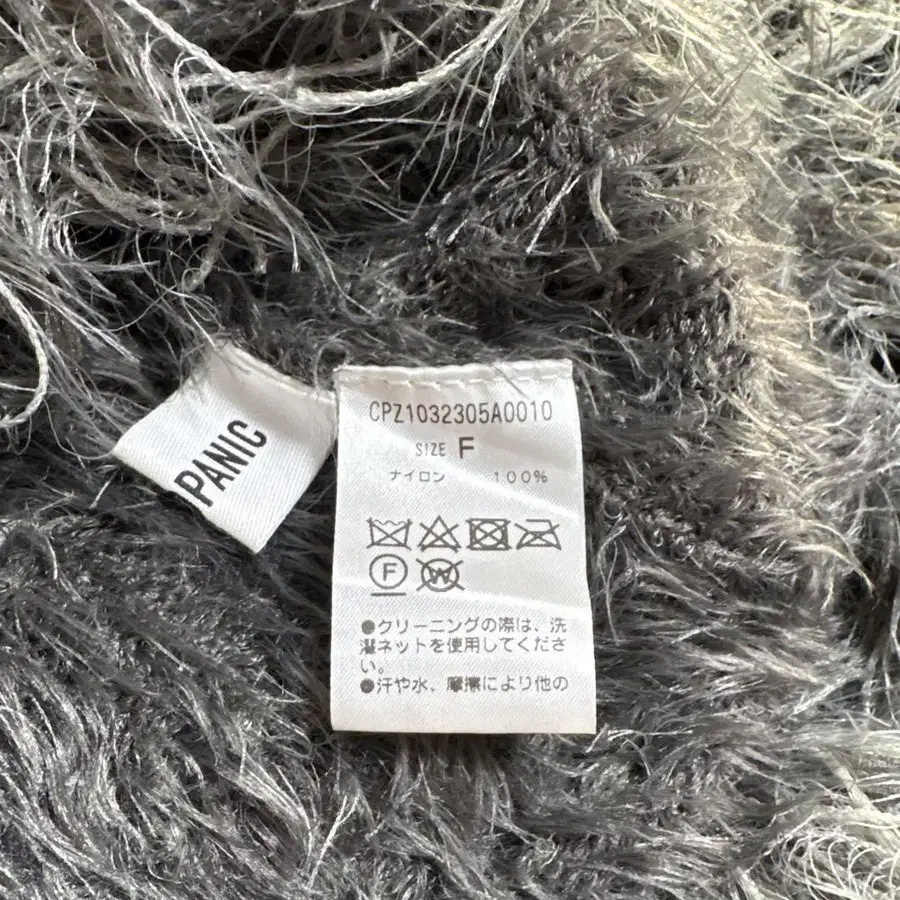 PANIC
CPZ1032305A0010
SIZE F
ナイロン 100%
F
W
●クリーニングの際は、洗
濯ネットを使用してくださ
い。
●汗や水、摩擦により他の